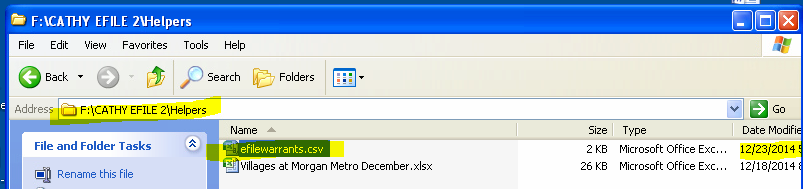 F:\CATHY EFILE 2\Helpers
File Edit View Favorites Tools Help
Back Search Folders
Address F:\CATHY EFILE 2\Helpers Go
File and Folder Tasks
Rename this file
Name Size Type Date Modifie
efilewarrants.csv 2 KB Microsoft Office Exc... 12/23/2014
Villages at Morgan Metro December.xlsx 26 KB Microsoft Office Exc... 12/18/2014